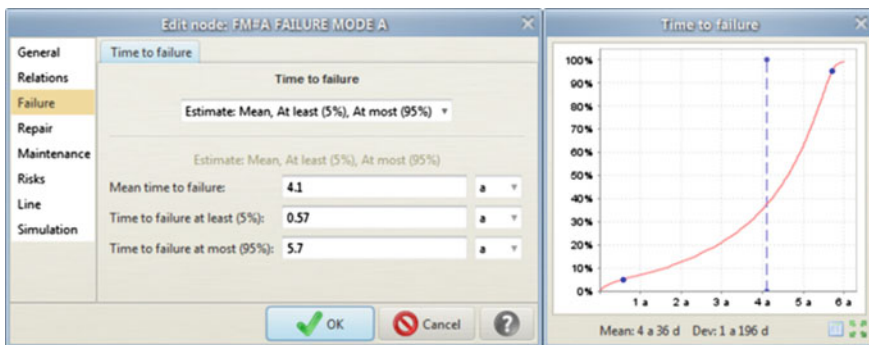 Edit node: FM#A FAILURE MODE A
General
Relations
Failure
Repair
Maintenance
Risks
Line
Simulation
Time to failure
Time to failure
Estimate: Mean, At least (5%), At most (95%)
Estimate: Mean, At least (5%), At most (95%)
Mean time to failure: 4.1 a
Time to failure at least (5%): 0.57 a
Time to failure at most (95%): 5.7 a
OK Cancel ?
Time to failure
100%
90%
80%
70%
60%
50%
40%
30%
20%
10%
0%
1 a 2 a 3 a 4 a 5 a 6 a
Mean: 4 a 36 d Dev: 1 a 196 d